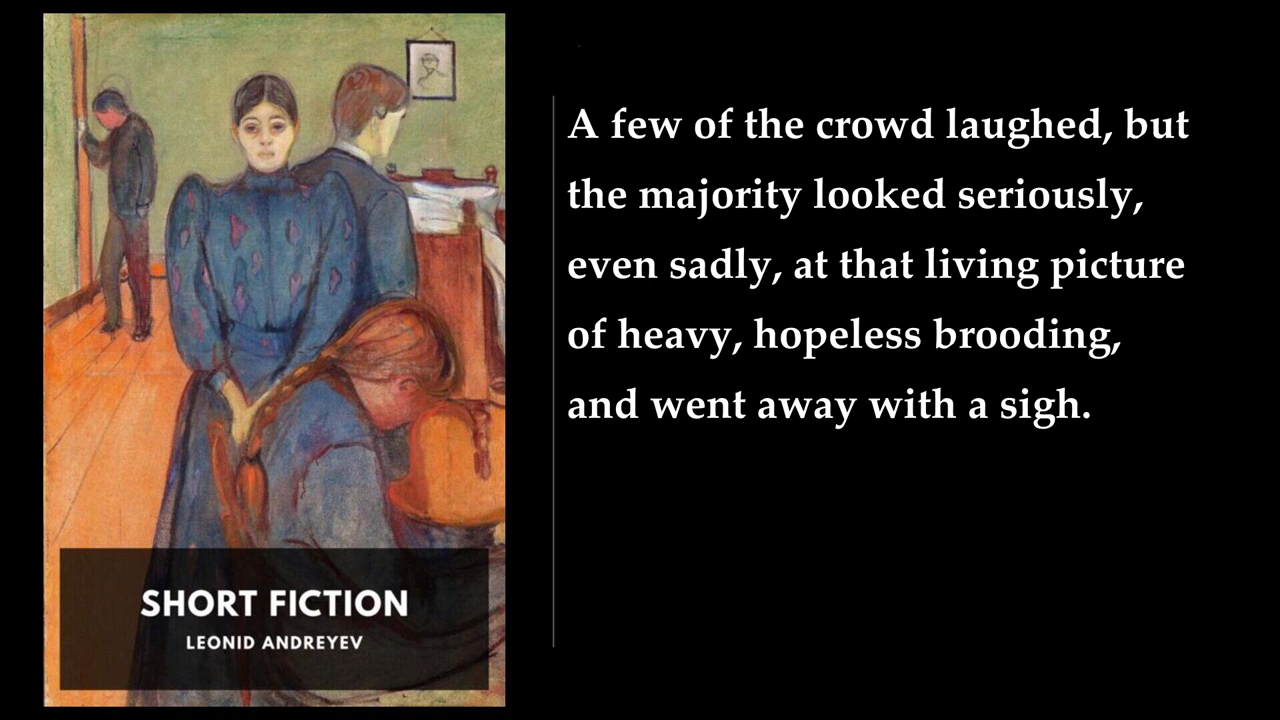 A few of the crowd laughed, but
the majority looked seriously,
even sadly, at that living picture
of heavy, hopeless brooding,
and went away with a sigh.
SHORT FICTION
LEONID ANDREYEV